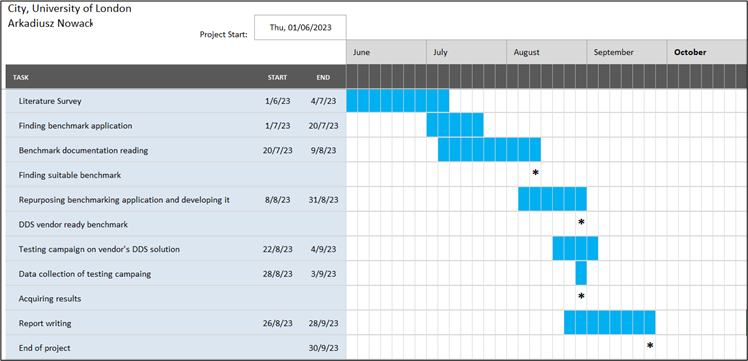 City, University of London
Arkadiusz Nowack
Project Start: Thu, 01/06/2023
June July August September October
TASK START END
Literature Survey 1/6/23 4/7/23
Finding benchmark application 1/7/23 20/7/23
Benchmark documentation reading 20/7/23 9/8/23
Finding suitable benchmark *
Repurposing benchmarking application and developing it 8/8/23 31/8/23
DDS vendor ready benchmark *
Testing campaign on vendor's DDS solution 22/8/23 4/9/23
Data collection of testing campaing 28/8/23 3/9/23
Acquiring results *
Report writing 26/8/23 28/9/23
End of project 30/9/23 *